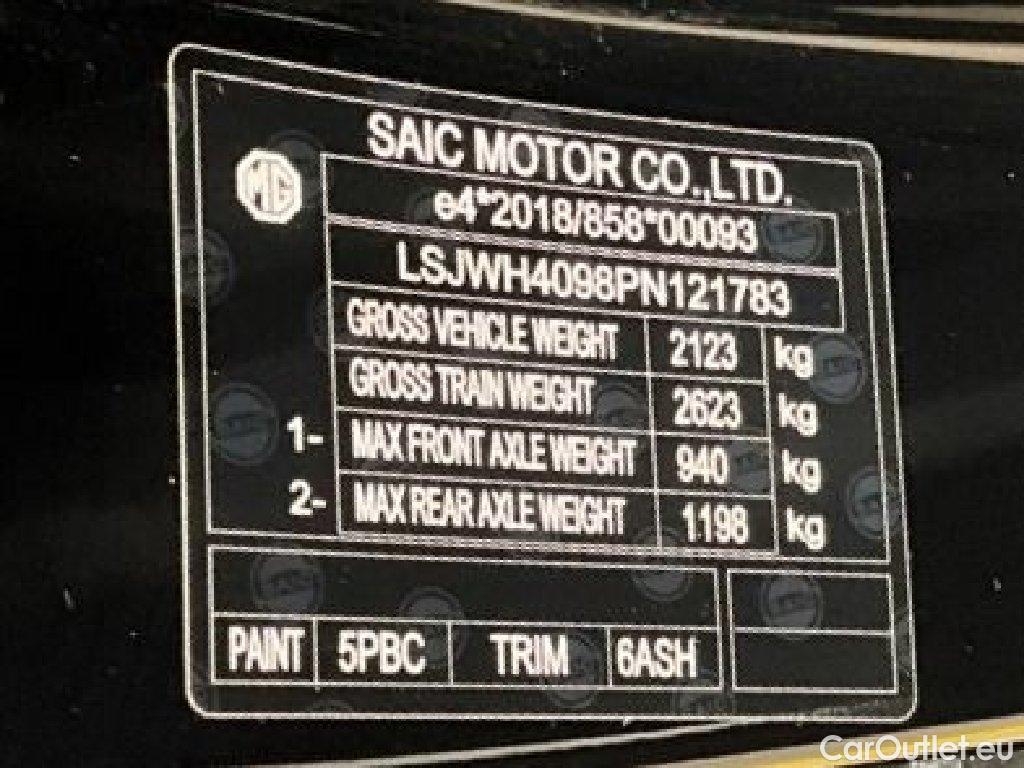 SAIC MOTOR CO.,LTD.
MG
e4*2018/858*00093
LSJWH4098PN121783
GROSS VEHICLE WEIGHT 2123 kg
GROSS TRAIN WEIGHT 2623 kg
1- MAX FRONT AXLE WEIGHT 940 kg
2- MAX REAR AXLE WEIGHT 1198 kg
PAINT 5PBC TRIM 6ASH
CarOutlet.eu